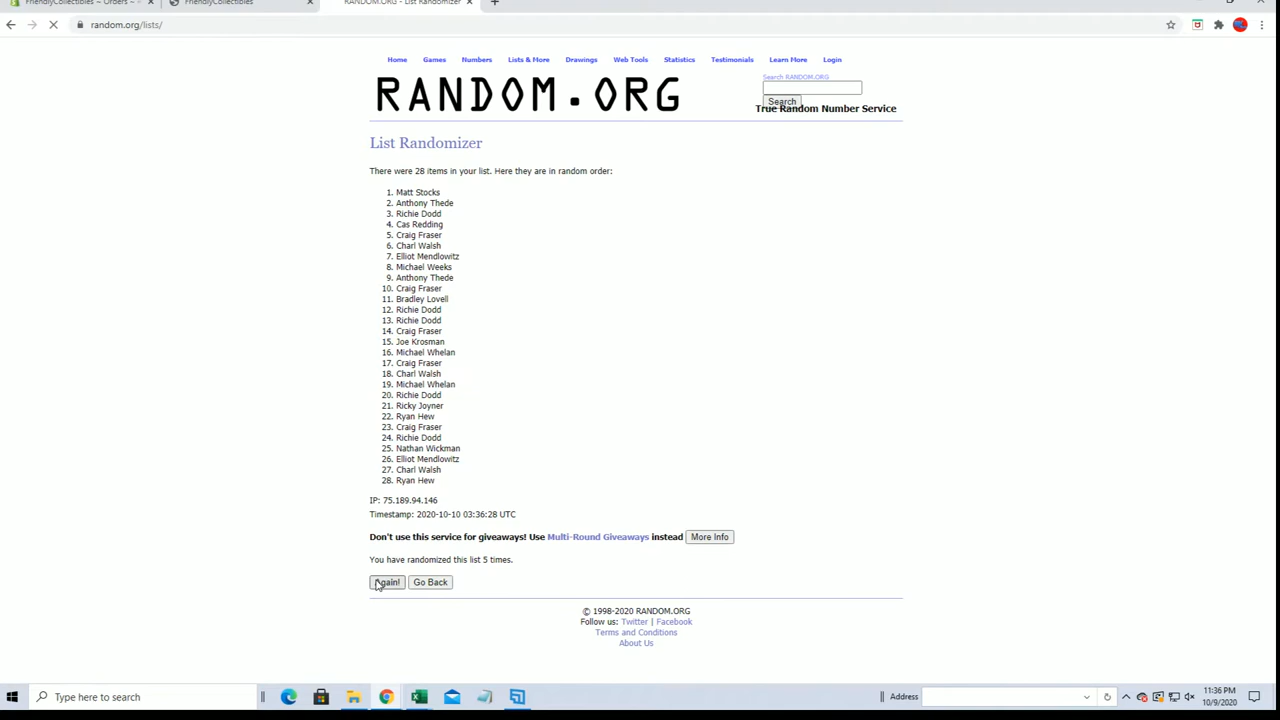 FriendlyCollectibles – Orders –
FriendlyCollectibles
RANDOM.ORG - List Randomizer
random.org/lists/
Home Games Numbers Lists & More Drawings Web Tools Statistics Testimonials Learn More Login
Search RANDOM.ORG
Search
RANDOM.ORG
True Random Number Service
List Randomizer
There were 28 items in your list. Here they are in random order:
1. Matt Stocks
2. Anthony Thede
3. Richie Dodd
4. Cas Redding
5. Craig Fraser
6. Charl Walsh
7. Elliot Mendlowitz
8. Michael Weeks
9. Anthony Thede
10. Craig Fraser
11. Bradley Lovell
12. Richie Dodd
13. Richie Dodd
14. Craig Fraser
15. Joe Krosman
16. Michael Whelan
17. Craig Fraser
18. Charl Walsh
19. Michael Whelan
20. Richie Dodd
21. Ricky Joyner
22. Ryan Hew
23. Craig Fraser
24. Richie Dodd
25. Nathan Wickman
26. Elliot Mendlowitz
27. Charl Walsh
28. Ryan Hew
IP: 75.189.94.146
Timestamp: 2020-10-10 03:36:28 UTC
Don't use this service for giveaways! Use Multi-Round Giveaways instead More Info
You have randomized this list 5 times.
Again! Go Back
© 1998-2020 RANDOM.ORG
Follow us: Twitter | Facebook
Terms and Conditions
About Us
Type here to search
Address
11:36 PM
10/9/2020